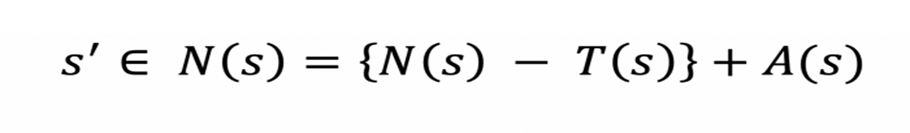 s′ ∈ N(s) = {N(s) − T(s)} + A(s)